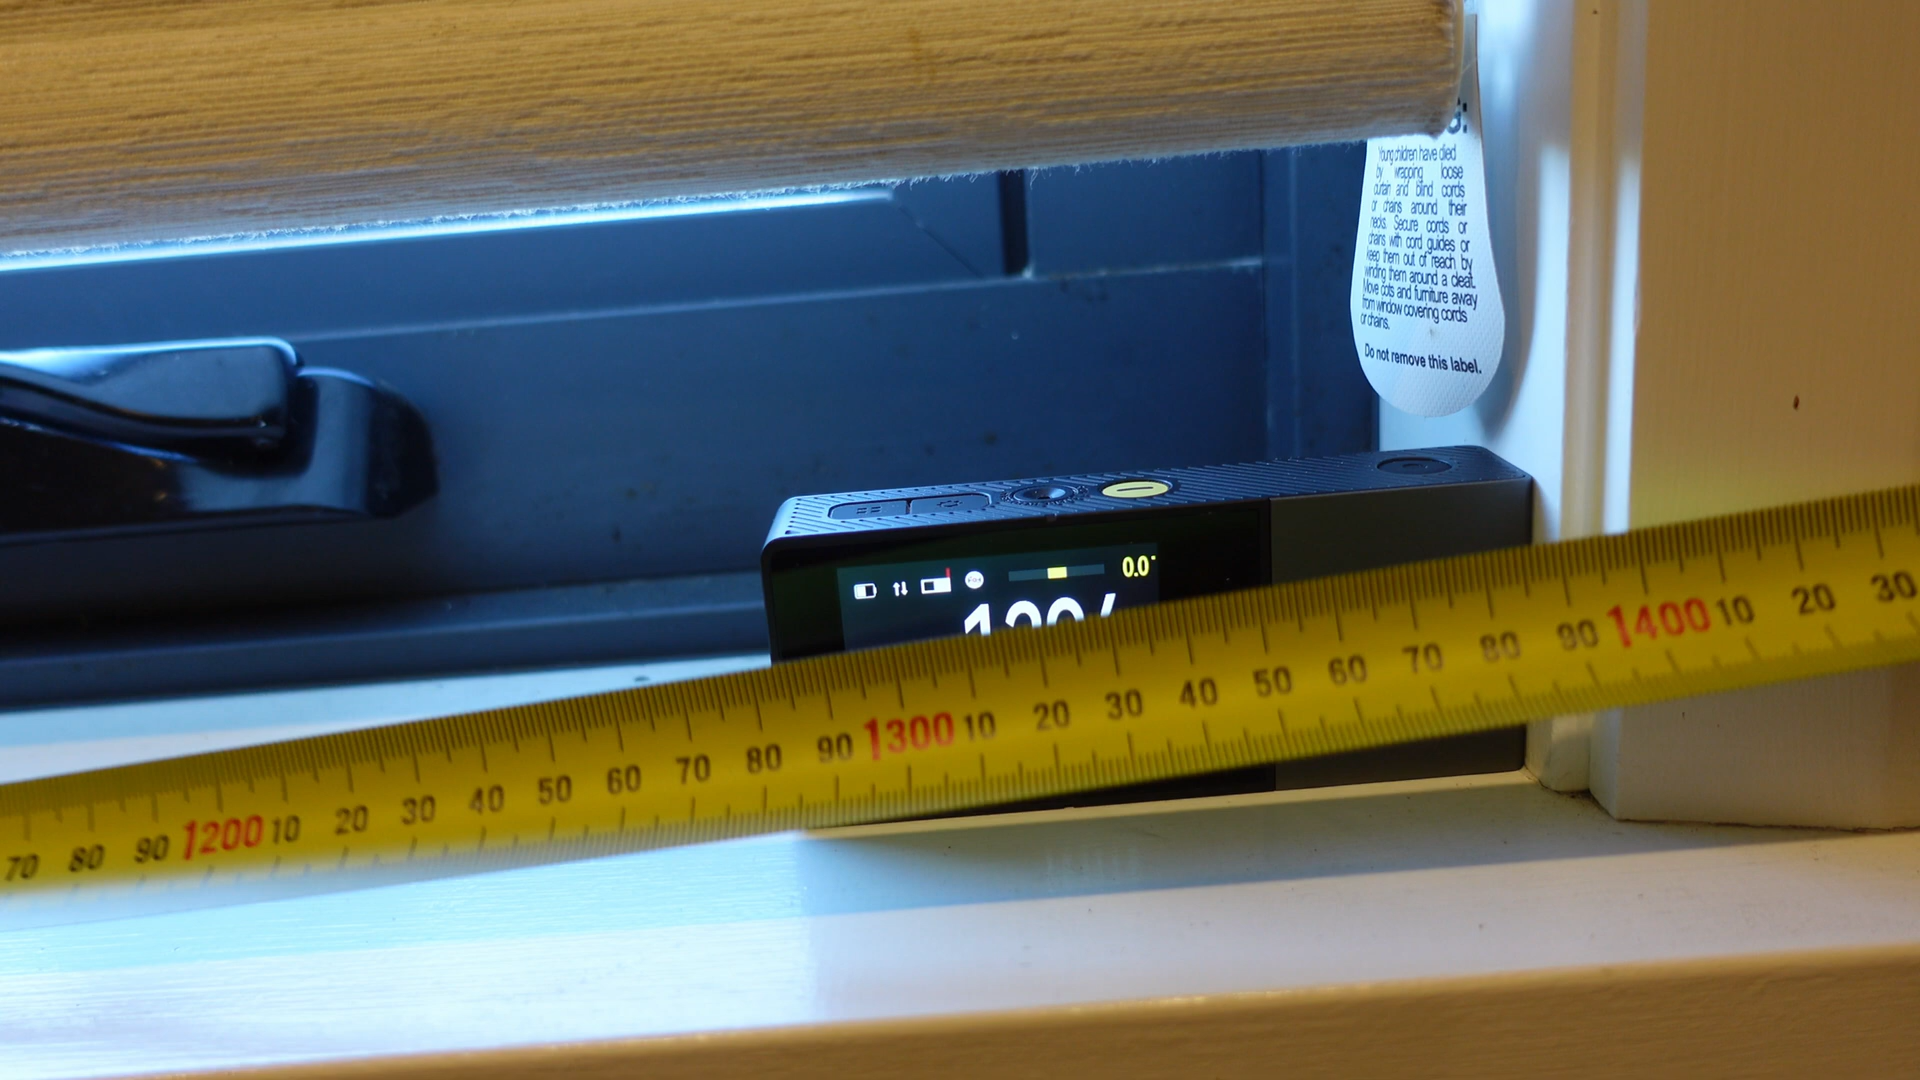 Young children have died
by wrapping loose
curtain and blind cords
or chains around their
necks. Secure cords or
chains with cord guides or
keep them out of reach by
winding them around a cleat.
Move cots and furniture away
from window covering cords
or chains.
Do not remove this label.
0.0°
70 80 90 1200 10 20 30 40 50 60 70 80 90 1300 10 20 30 40 50 60 70 80 90 1400 10 20 30